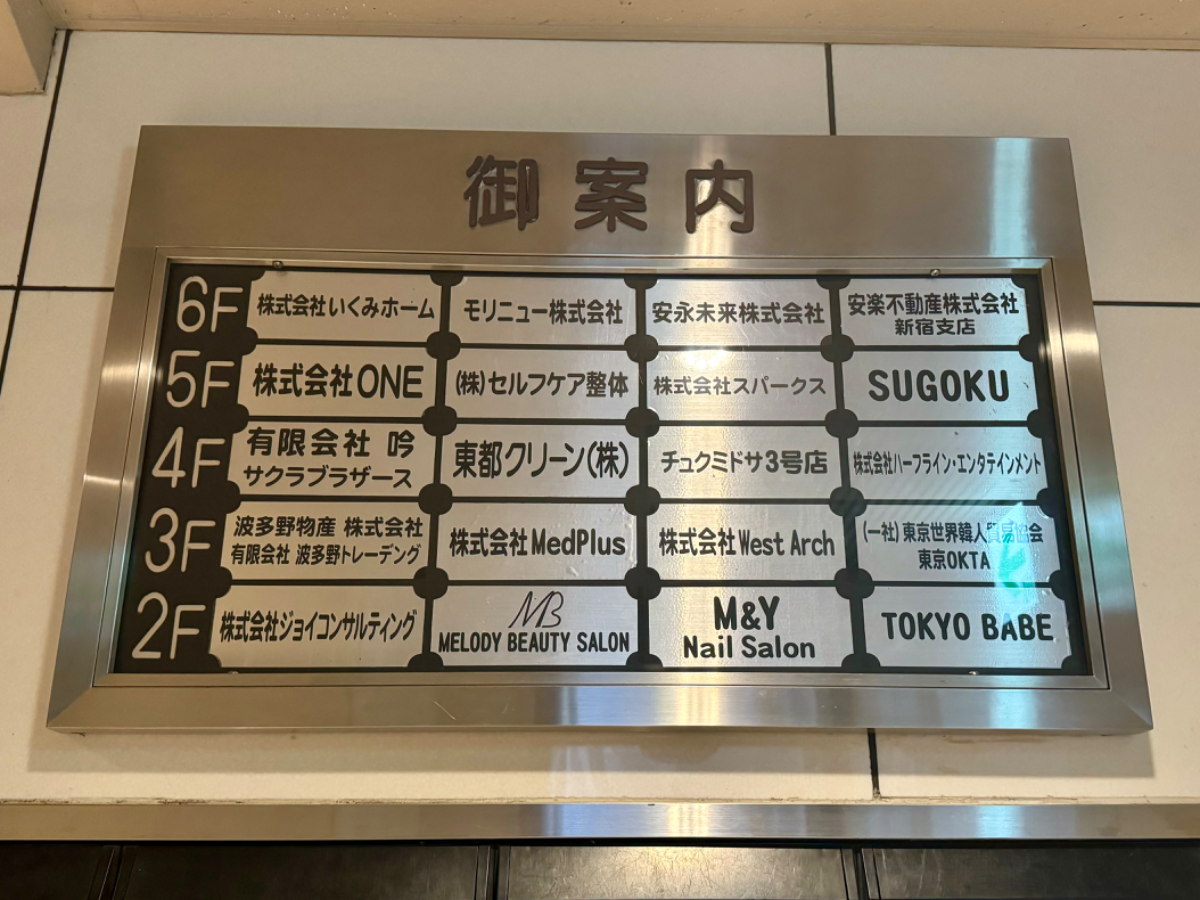 御案内
6F
株式会社いくみホーム
モリニュー株式会社
安永未来株式会社
安楽不動産株式会社
新宿支店
5F
株式会社ONE
(株)セルフケア整体
株式会社スパークス
SUGOKU
4F
有限会社 吟
サクラブラザース
東都クリーン(株)
チュクミドサ3号店
株式会社ハーフライン・エンタテインメント
3F
波多野物産 株式会社
有限会社 波多野トレーデング
株式会社MedPlus
株式会社West Arch
(一社)東京世界韓人貿易協会
東京OKTA
2F
株式会社ジョイコンサルティング
MB
MELODY BEAUTY SALON
M&Y
Nail Salon
TOKYO BABE